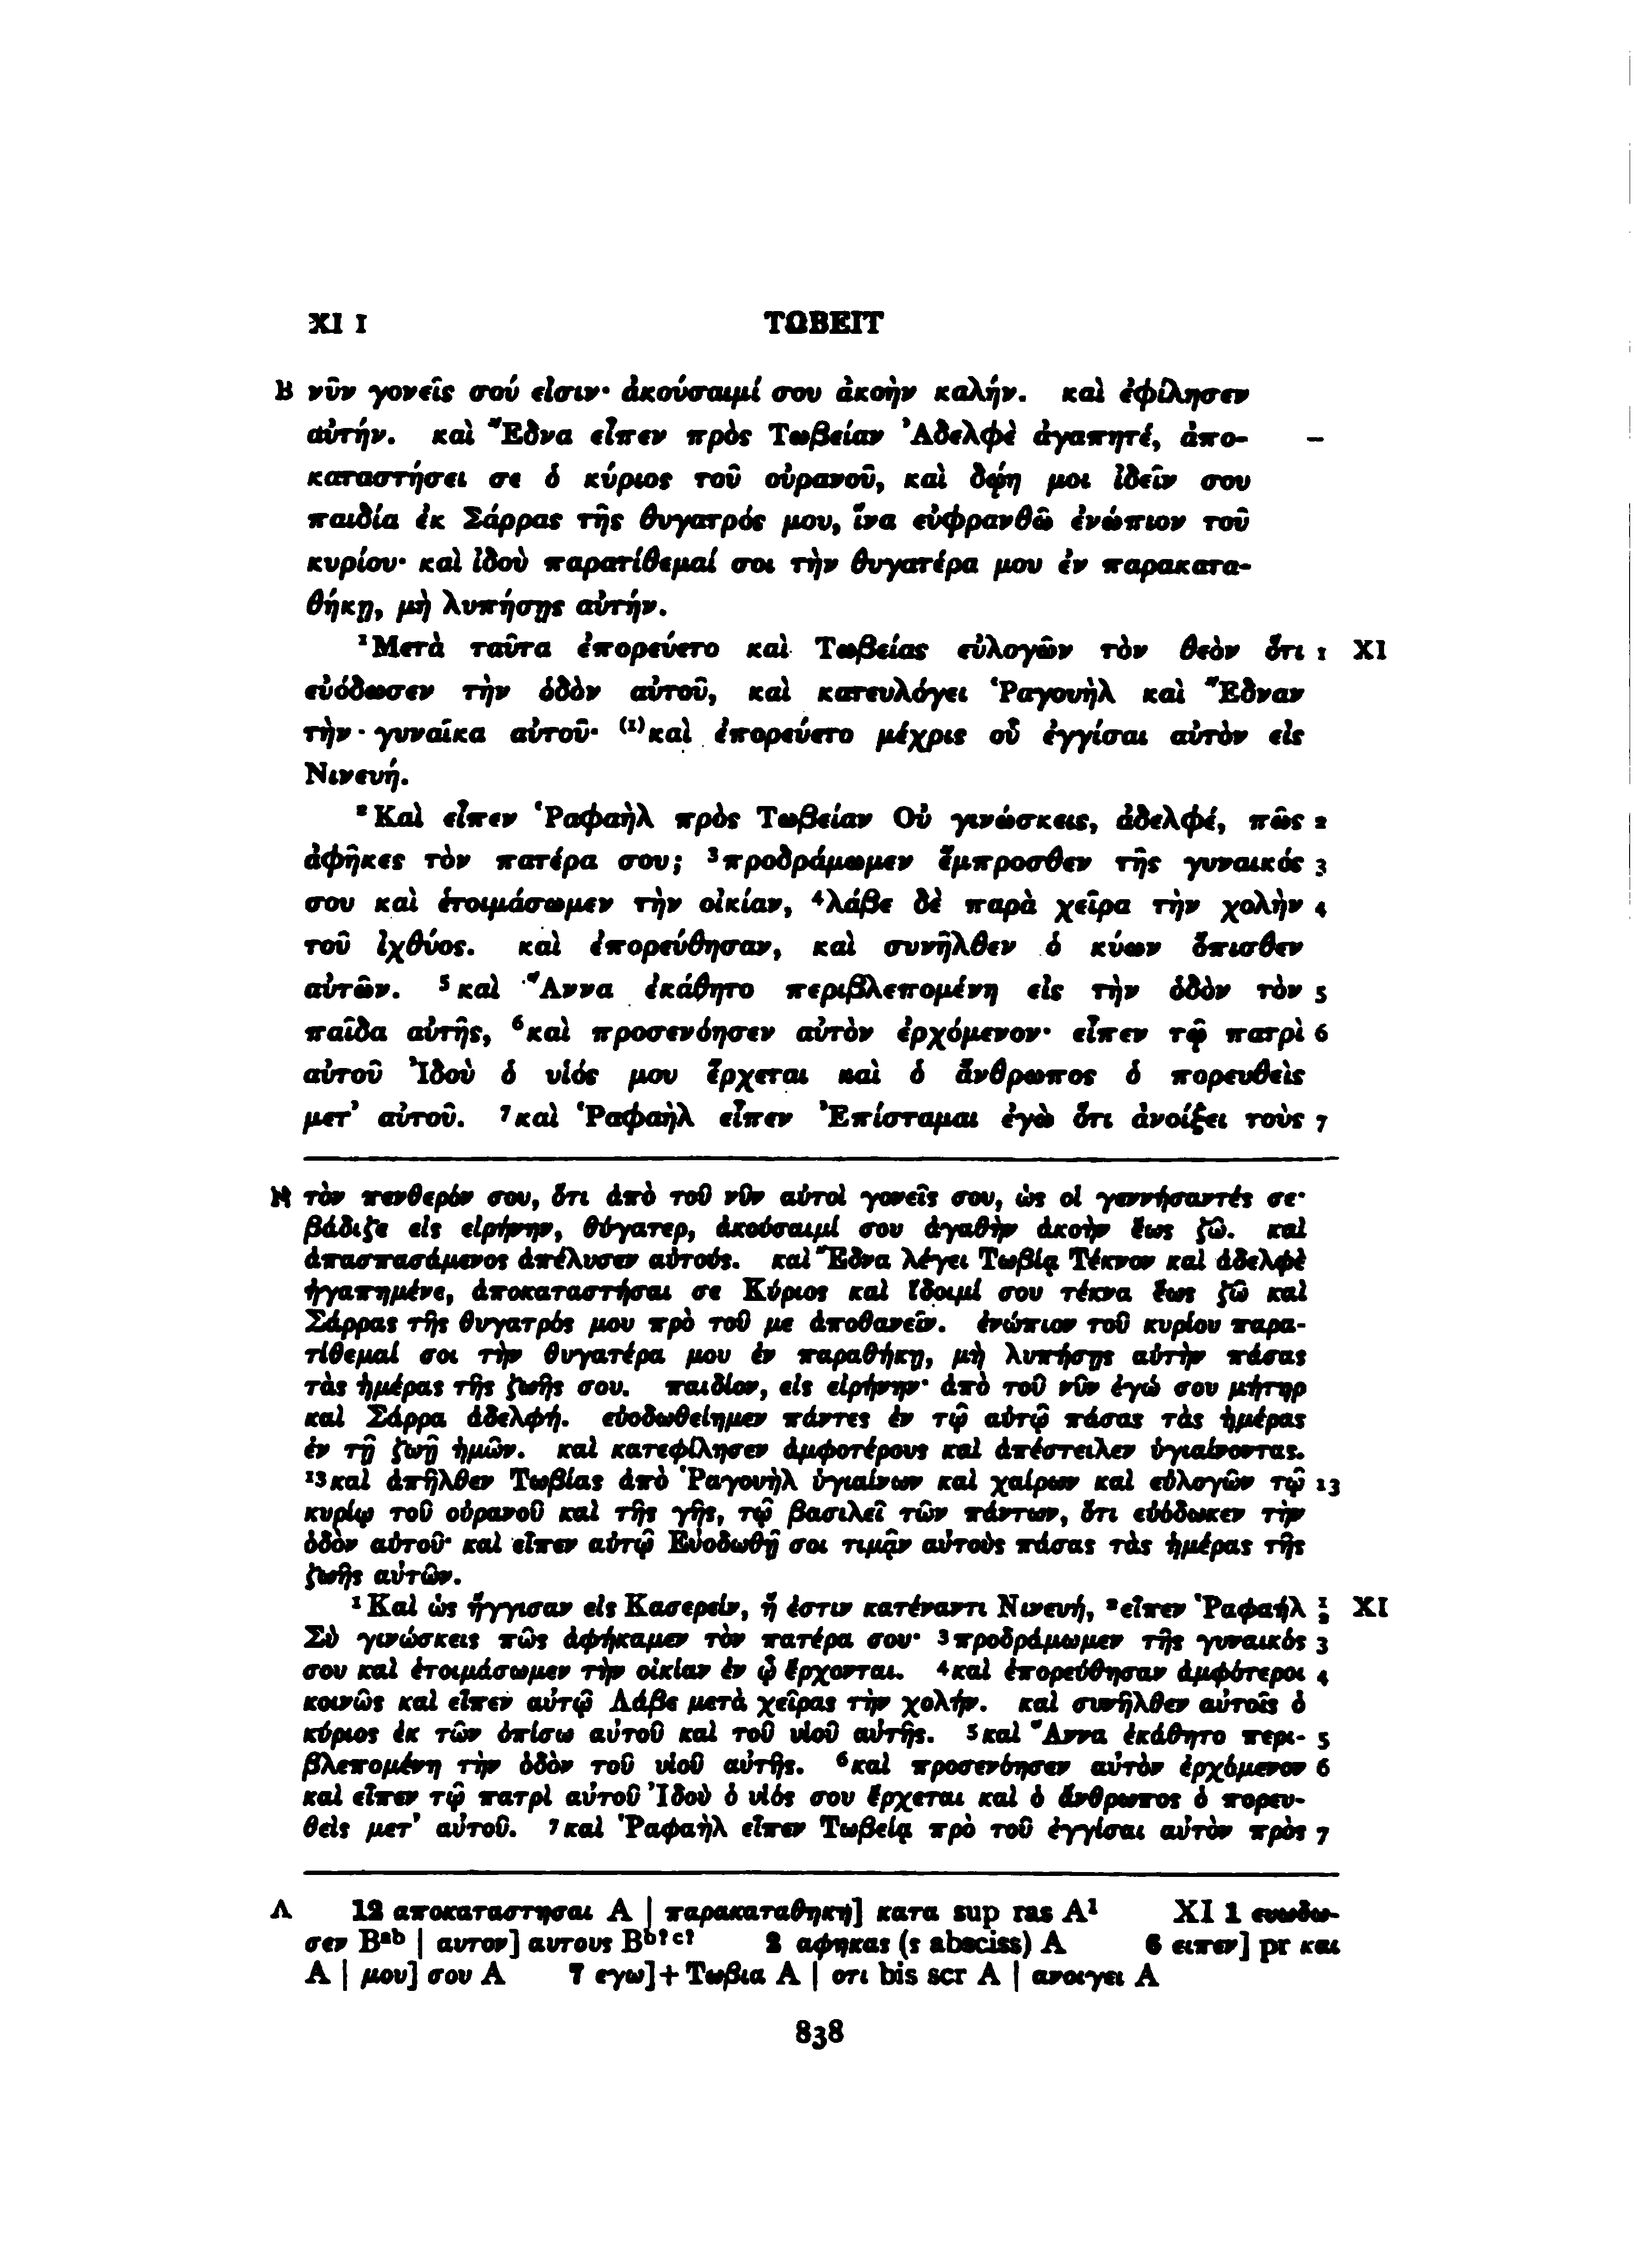 XI 1 ΤΩΒΕΙΤ
B νῦν γονεῖς σού εἰσιν· ἀκούσαιμί σου ἀκοὴν καλήν. καὶ ἐφίλησεν
αὐτήν. καὶ Ἔδνα εἶπεν πρὸς Τωβείαν Ἀδελφὲ ἀγαπητέ, ἀπο-
καταστήσει σε ὁ κύριος τοῦ οὐρανοῦ, καὶ δῴη μοι ἰδεῖν σου
παιδία ἐκ Σάρρας τῆς θυγατρός μου, ἵνα εὐφρανθῶ ἐνώπιον τοῦ
κυρίου· καὶ ἰδοὺ παρατίθεμαί σοι τὴν θυγατέρα μου ἐν παρακατα-
θήκῃ, μὴ λυπήσῃς αὐτήν.
¹Μετὰ ταῦτα ἐπορεύετο καὶ Τωβείας εὐλογῶν τὸν θεὸν ὅτι 1 XI
εὐόδωσεν τὴν ὁδὸν αὐτοῦ, καὶ κατευλόγει Ῥαγουὴλ καὶ Ἔδναν
τὴν γυναῖκα αὐτοῦ· ⁽¹⁾καὶ ἐπορεύετο μέχρις οὗ ἐγγίσαι αὐτὸν εἰς
Νινευή.
²Καὶ εἶπεν Ῥαφαὴλ πρὸς Τωβείαν Οὐ γινώσκεις, ἀδελφέ, πῶς 2
ἀφῆκες τὸν πατέρα σου; ³προδράμωμεν ἔμπροσθεν τῆς γυναικός 3
σου καὶ ἑτοιμάσωμεν τὴν οἰκίαν, ⁴λάβε δὲ παρὰ χεῖρα τὴν χολὴν 4
τοῦ ἰχθύος. καὶ ἐπορεύθησαν, καὶ συνῆλθεν ὁ κύων ὄπισθεν
αὐτῶν. ⁵καὶ Ἄννα ἐκάθητο περιβλεπομένη εἰς τὴν ὁδὸν τὸν 5
παῖδα αὐτῆς, ⁶καὶ προσενόησεν αὐτὸν ἐρχόμενον· εἶπεν τῷ πατρὶ 6
αὐτοῦ Ἰδοὺ ὁ υἱός μου ἔρχεται καὶ ὁ ἄνθρωπος ὁ πορευθεὶς
μετ' αὐτοῦ. ⁷καὶ Ῥαφαὴλ εἶπεν Ἐπίσταμαι ἐγὼ ὅτι ἀνοίξει τοὺς 7
א τὸν πενθερόν σου, ὅτι ἀπὸ τοῦ νῦν αὐτοὶ γονεῖς σου, ὡς οἱ γεννήσαντές σε·
βάδιζε εἰς εἰρήνην, θύγατερ, ἀκούσαιμί σου ἀγαθὴν ἀκοὴν ἕως ζῶ. καὶ
ἀπασπασάμενος ἀπέλυσεν αὐτούς. καὶ Ἔδνα λέγει Τωβίᾳ Τέκνον καὶ ἀδελφὲ
ἠγαπημένε, ἀποκαταστήσαι σε Κύριος καὶ ἴδοιμί σου τέκνα ἕως ζῶ καὶ
Σάρρας τῆς θυγατρός μου πρὸ τοῦ με ἀποθανεῖν. ἐνώπιον τοῦ κυρίου παρα-
τίθεμαί σοι τὴν θυγατέρα μου ἐν παραθήκῃ, μὴ λυπήσῃς αὐτὴν πάσας
τὰς ἡμέρας τῆς ζωῆς σου. παιδίον, εἰς εἰρήνην· ἀπὸ τοῦ νῦν ἐγώ σου μήτηρ
καὶ Σάρρα ἀδελφή. εὐοδωθείημεν πάντες ἐν τῷ αὐτῷ πάσας τὰς ἡμέρας
ἐν τῇ ζωῇ ἡμῶν. καὶ κατεφίλησεν ἀμφοτέρους καὶ ἀπέστειλεν ὑγιαίνοντας.
¹³καὶ ἀπῆλθεν Τωβίας ἀπὸ Ῥαγουὴλ ὑγιαίνων καὶ χαίρων καὶ εὐλογῶν τῷ 13
κυρίῳ τοῦ οὐρανοῦ καὶ τῆς γῆς, τῷ βασιλεῖ τῶν πάντων, ὅτι εὐόδωκεν τὴν
ὁδὸν αὐτοῦ· καὶ εἶπεν αὐτῷ Εὐοδωθῇ σοι τιμᾷν αὐτοὺς πάσας τὰς ἡμέρας τῆς
ζωῆς αὐτῶν.
¹Καὶ ὡς ἤγγισαν εἰς Κασερείν, ἥ ἐστιν κατέναντι Νινευή, ²εἶπεν Ῥαφαήλ 1 2 XI
Σὺ γινώσκεις πῶς ἀφήκαμεν τὸν πατέρα σου· ³προδράμωμεν τῆς γυναικός 3
σου καὶ ἑτοιμάσωμεν τὴν οἰκίαν ἐν ᾧ ἔρχονται. ⁴καὶ ἐπορεύθησαν ἀμφότεροι 4
κοινῶς καὶ εἶπεν αὐτῷ Λάβε μετὰ χεῖρας τὴν χολήν. καὶ συνῆλθεν αὐτοῖς ὁ
κύριος ἐκ τῶν ὀπίσω αὐτοῦ καὶ τοῦ υἱοῦ αὐτῆς. ⁵καὶ Ἄννα ἐκάθητο περι- 5
βλεπομένη τὴν ὁδὸν τοῦ υἱοῦ αὐτῆς. ⁶καὶ προσενόησεν αὐτὸν ἐρχόμενον 6
καὶ εἶπεν τῷ πατρὶ αὐτοῦ Ἰδοὺ ὁ υἱός σου ἔρχεται καὶ ὁ ἄνθρωπος ὁ πορευ-
θεὶς μετ' αὐτοῦ. ⁷καὶ Ῥαφαὴλ εἶπεν Τωβείᾳ πρὸ τοῦ ἐγγίσαι αὐτὸν πρὸς 7
A 12 αποκαταστησαι A | παρακαταθηκη] κατα sup ras A¹ XI 1 ευωδω-
σεν Bᵃᵇ | αυτον] αυτους Bᵇ?ᶜ? 2 αφηκας (s absciss) A 6 ειπεν] pr και
A | μου] σου A 7 εγω]+Τωβια A | οτι bis scr A | ανοιγει A
838